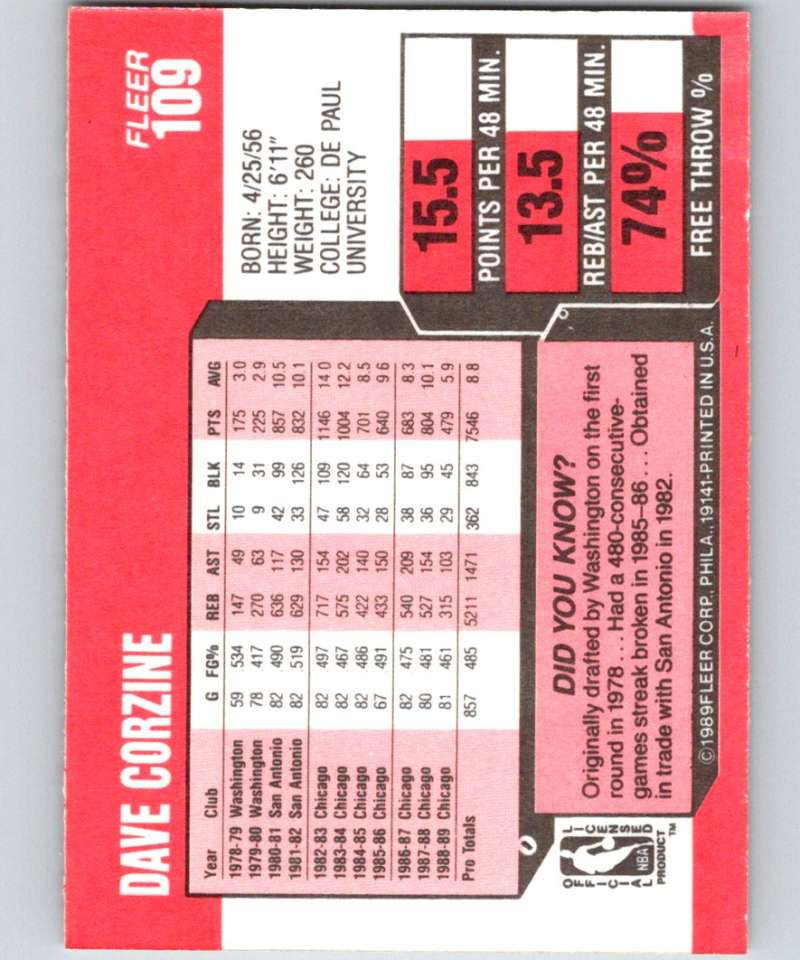 DAVE CORZINE
FLEER
109
Year Club G FG% REB AST STL BLK PTS AVG
1978-79 Washington 59 .534 147 49 10 14 175 3.0
1979-80 Washington 78 .417 270 63 9 31 225 2.9
1980-81 San Antonio 82 .490 636 117 42 99 857 10.5
1981-82 San Antonio 82 .519 629 130 33 126 832 10.1
1982-83 Chicago 82 .497 717 154 47 109 1146 14.0
1983-84 Chicago 82 .467 575 202 58 120 1004 12.2
1984-85 Chicago 82 .486 422 140 32 64 701 8.5
1985-86 Chicago 67 .491 433 150 28 53 640 9.6
1986-87 Chicago 82 .475 540 209 38 87 683 8.3
1987-88 Chicago 80 .481 527 154 36 95 804 10.1
1988-89 Chicago 81 .461 315 103 29 45 479 5.9
Pro Totals 857 .485 5211 1471 362 843 7546 8.8
BORN: 4/25/56
HEIGHT: 6'11"
WEIGHT: 260
COLLEGE: DE PAUL
UNIVERSITY
15.5
POINTS PER 48 MIN.
13.5
REB/AST PER 48 MIN.
74%
FREE THROW %
DID YOU KNOW?
Originally drafted by Washington on the first
round in 1978 . . . Had a 480-consecutive-
games streak broken in 1985-86 . . . Obtained
in trade with San Antonio in 1982.
OFFICIAL
LICENSED
NBA
PRODUCT™
©1989FLEER CORP., PHILA.,19141-PRINTED IN U.S.A.